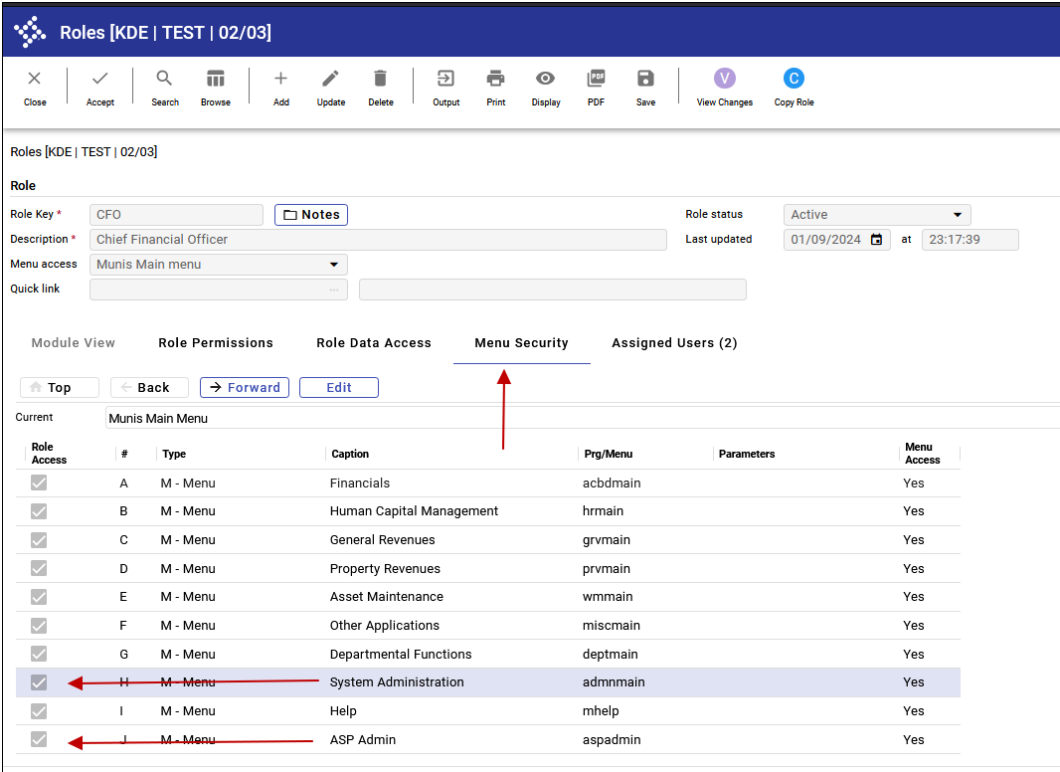 Roles [KDE | TEST | 02/03]
Close Accept Search Browse Add Update Delete Output Print Display PDF Save V View Changes C Copy Role
Roles [KDE | TEST | 02/03]
Role
Role Key * CFO Notes Role status Active
Description * Chief Financial Officer Last updated 01/09/2024 at 23:17:39
Menu access Munis Main menu
Quick link ...
Module View Role Permissions Role Data Access Menu Security Assigned Users (2)
Top Back Forward Edit
Current Munis Main Menu
Role Access # Type Caption Prg/Menu Parameters Menu Access
A M - Menu Financials acbdmain Yes
B M - Menu Human Capital Management hrmain Yes
C M - Menu General Revenues grvmain Yes
D M - Menu Property Revenues prvmain Yes
E M - Menu Asset Maintenance wmmain Yes
F M - Menu Other Applications miscmain Yes
G M - Menu Departmental Functions deptmain Yes
H M - Menu System Administration admnmain Yes
I M - Menu Help mhelp Yes
J M - Menu ASP Admin aspadmin Yes